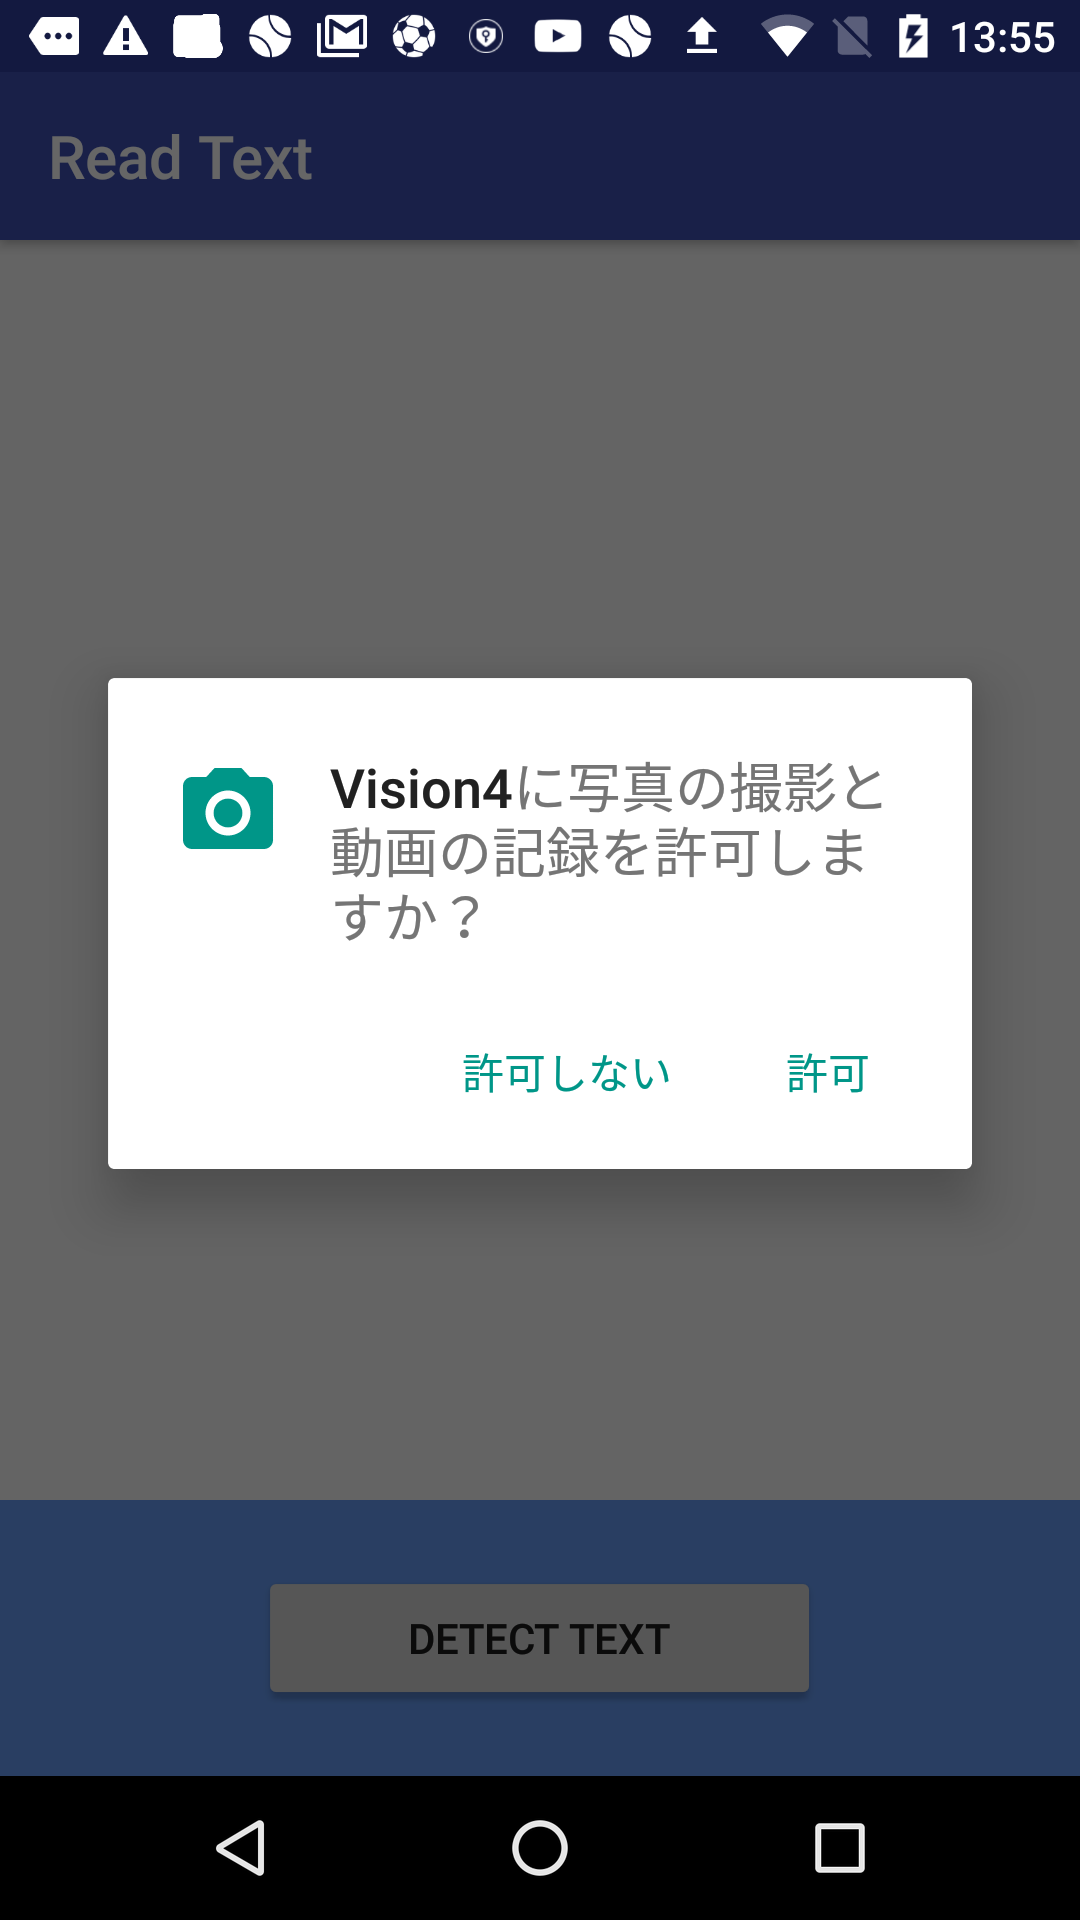 13:55
Read Text
Vision4に写真の撮影と
動画の記録を許可しま
すか？
許可しない 許可
DETECT TEXT